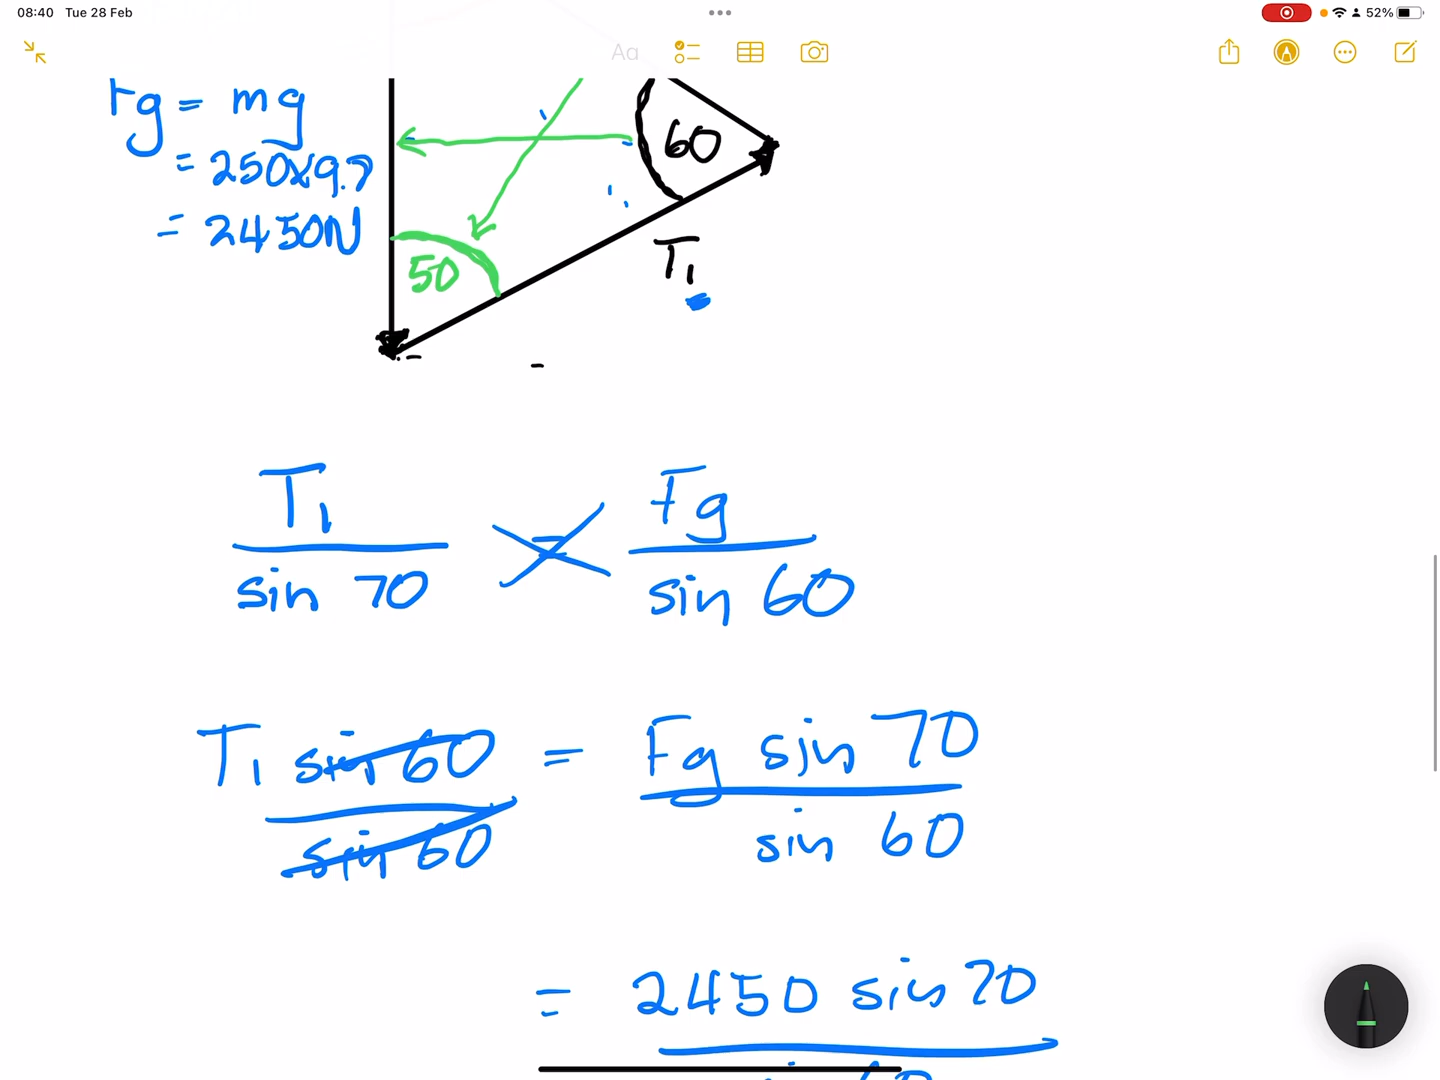 08:40 Tue 28 Feb
52%
Aa
Fg = mg
= 250x9.8
= 2450N
60
50
T1
T1 = Fg
sin 70 sin 60
T1 sin 60 = Fg sin 70
sin 60 sin 60
= 2450 sin 70